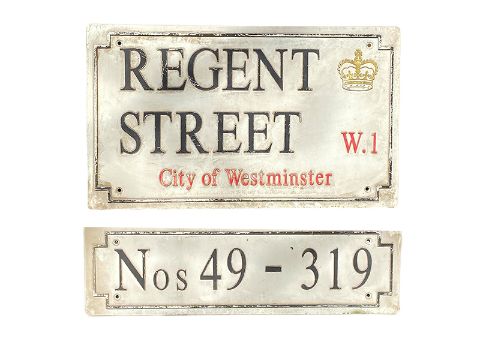 REGENT
STREET W.1
City of Westminster
Nos 49 - 319